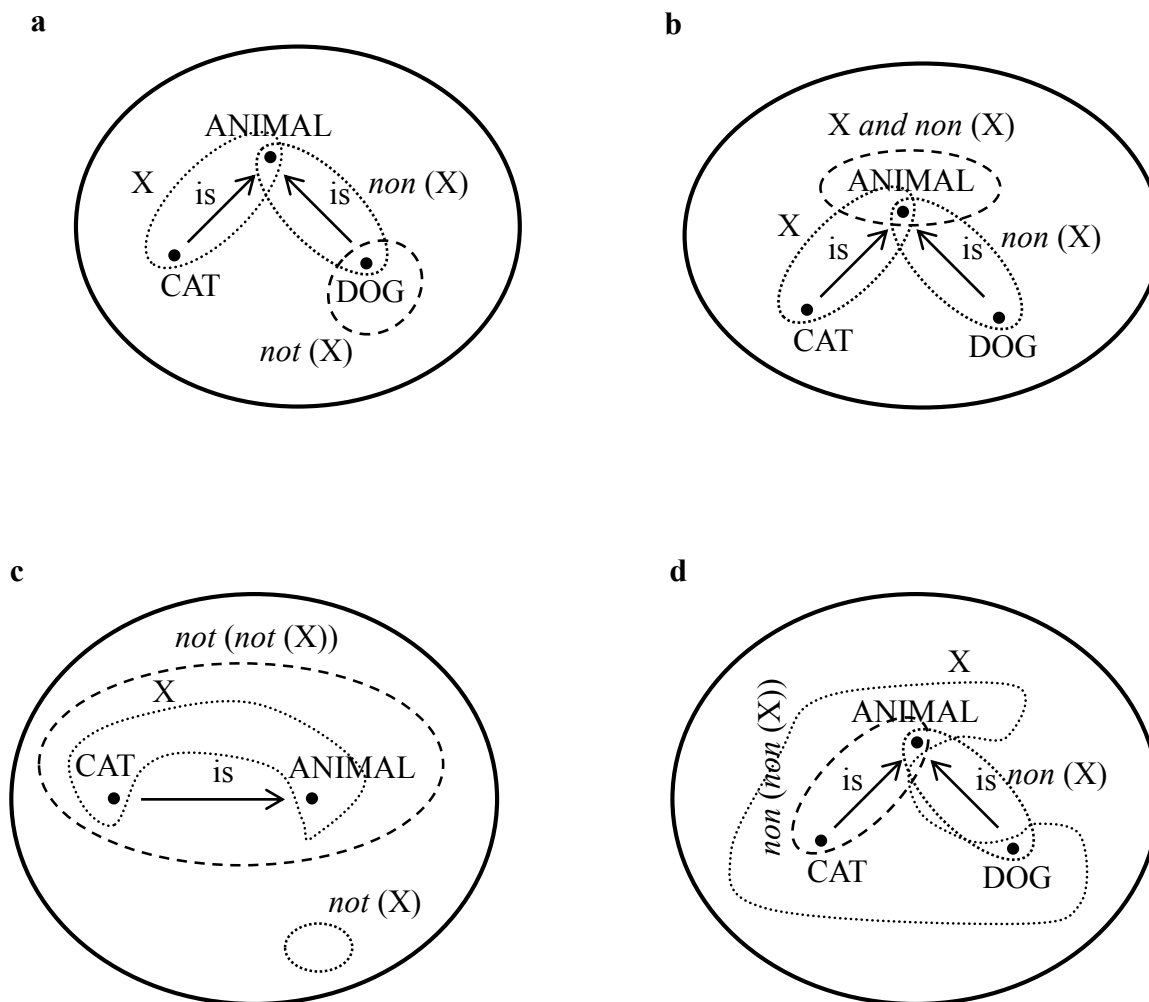 a
ANIMAL
X
is
is
non (X)
CAT
DOG
not (X)
b
X and non (X)
ANIMAL
X
is
is
non (X)
CAT
DOG
c
not (not (X))
X
CAT
is
ANIMAL
not (X)
d
X
non (non (X))
ANIMAL
is
is
non (X)
CAT
DOG